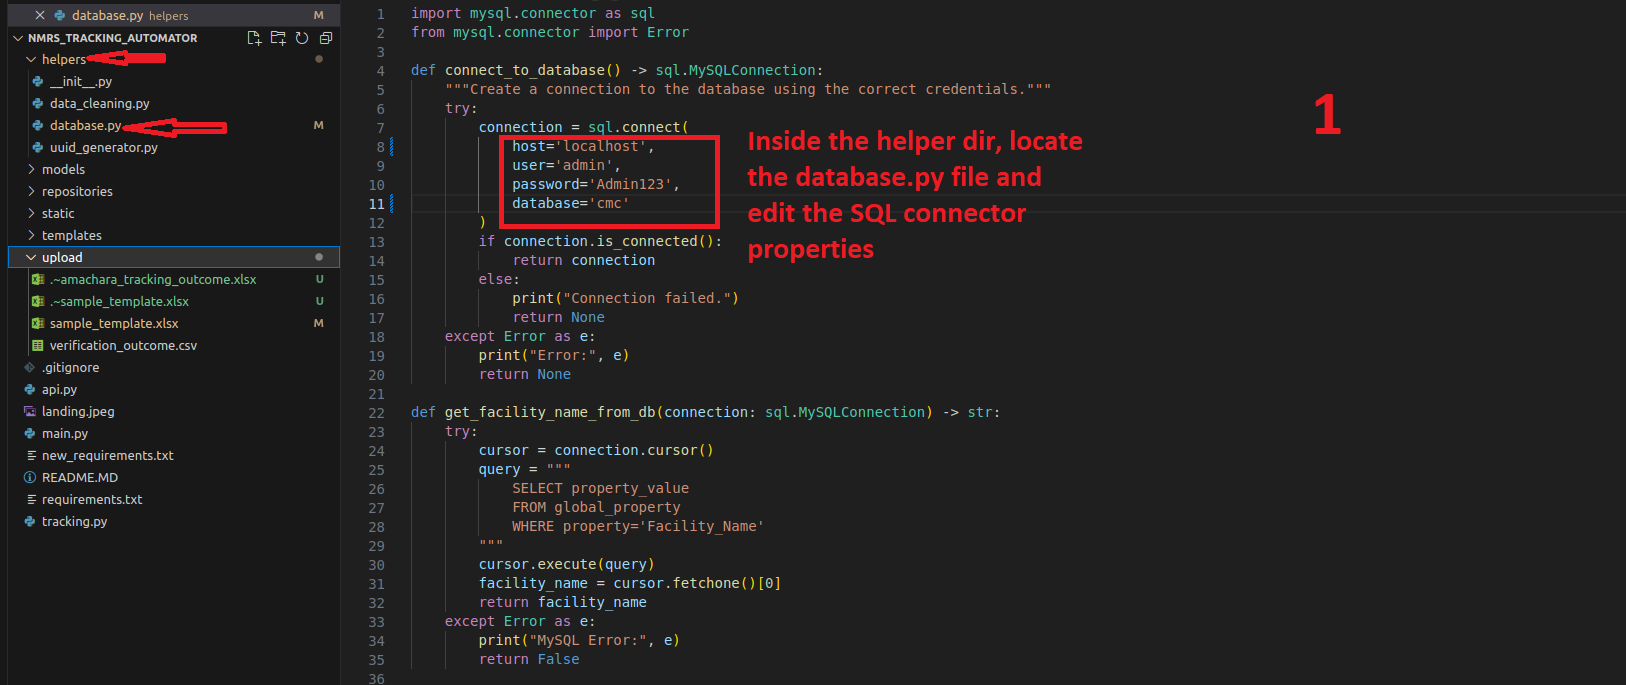 database.py helpers M
NMRS_TRACKING_AUTOMATOR
helpers
__init__.py
data_cleaning.py
database.py M
uuid_generator.py
models
repositories
static
templates
upload
.~amachara_tracking_outcome.xlsx U
.~sample_template.xlsx U
sample_template.xlsx M
verification_outcome.csv
.gitignore
api.py
landing.jpeg
main.py
new_requirements.txt
README.MD
requirements.txt
tracking.py
1 import mysql.connector as sql
2 from mysql.connector import Error
3
4 def connect_to_database() -> sql.MySQLConnection:
5     """Create a connection to the database using the correct credentials."""
6     try:
7         connection = sql.connect(
8             host='localhost',
9             user='admin',
10             password='Admin123',
11             database='cmc'
12         )
13         if connection.is_connected():
14             return connection
15         else:
16             print("Connection failed.")
17             return None
18     except Error as e:
19         print("Error:", e)
20         return None
21
22 def get_facility_name_from_db(connection: sql.MySQLConnection) -> str:
23     try:
24         cursor = connection.cursor()
25         query = """
26             SELECT property_value
27             FROM global_property
28             WHERE property='Facility_Name'
29         """
30         cursor.execute(query)
31         facility_name = cursor.fetchone()[0]
32         return facility_name
33     except Error as e:
34         print("MySQL Error:", e)
35         return False
36
1
Inside the helper dir, locate
the database.py file and
edit the SQL connector
properties